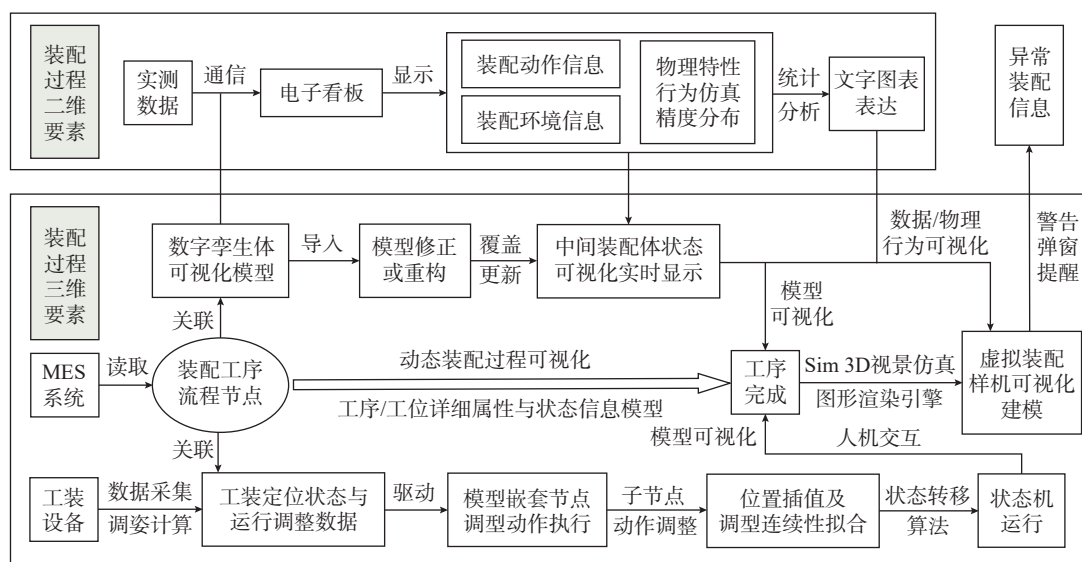 装配
过程
二维
要素
实测
数据
通信
电子看板
显示
装配动作信息
装配环境信息
物理特性
行为仿真
精度分布
统计
分析
文字图表
表达
异常
装配
信息
装配
过程
三维
要素
数字孪生体
可视化模型
导入
模型修正
或重构
覆盖
更新
中间装配体状态
可视化实时显示
数据/物理
行为可视化
警告
弹窗
提醒
关联
模型
可视化
MES
系统
读取
装配工序
流程节点
动态装配过程可视化
工序/工位详细属性与状态信息模型
工序
完成
Sim 3D视景仿真
图形渲染引擎
虚拟装配
样机可视化
建模
关联
模型可视化
人机交互
工装
设备
数据采集
调姿计算
工装定位状态与
运行调整数据
驱动
模型嵌套节点
调型动作执行
子节点
动作调整
位置插值及
调型连续性拟合
状态转移
算法
状态机
运行